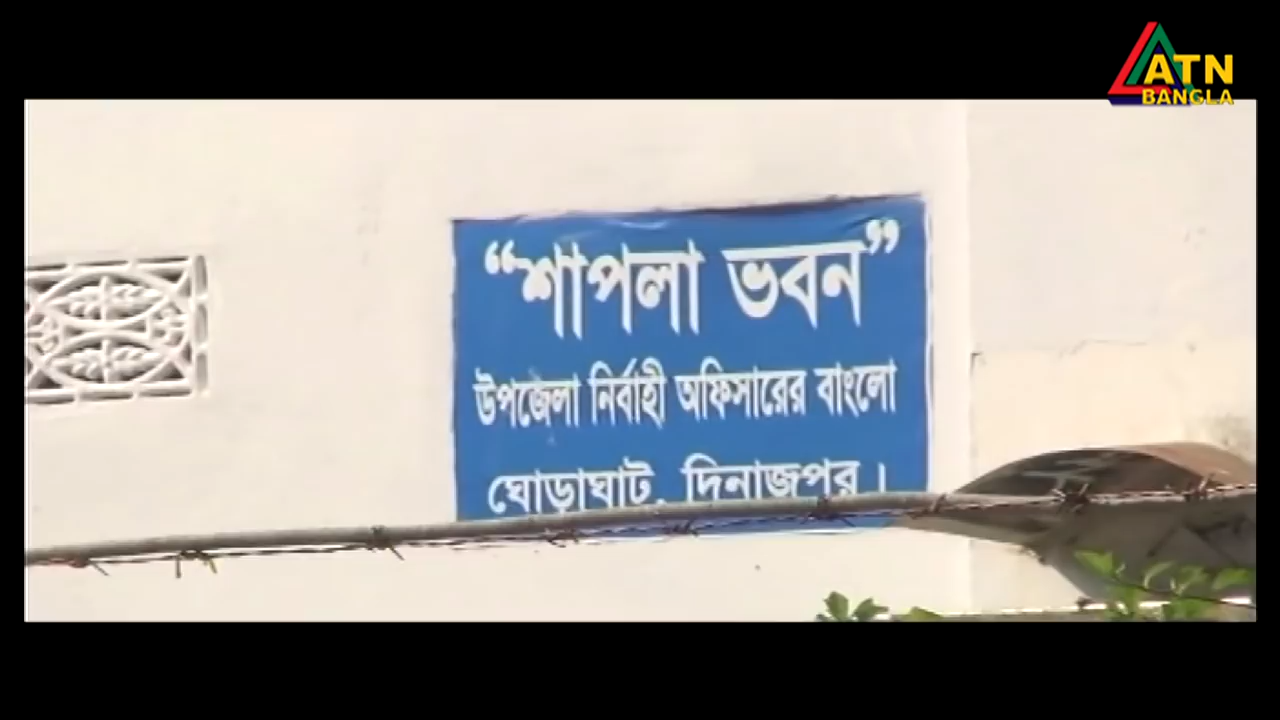 ATN
BANGLA
“শাপলা ভবন”
উপজেলা নির্বাহী অফিসারের বাংলো
ঘোড়াঘাট, দিনাজপুর।